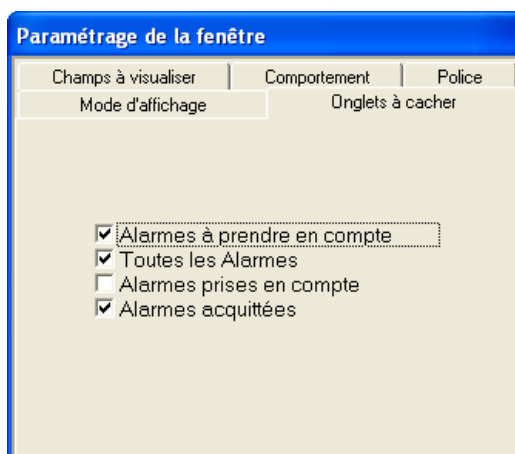 Paramétrage de la fenêtre
Champs à visualiser Comportement Police
Mode d'affichage Onglets à cacher
Alarmes à prendre en compte
Toutes les Alarmes
Alarmes prises en compte
Alarmes acquittées